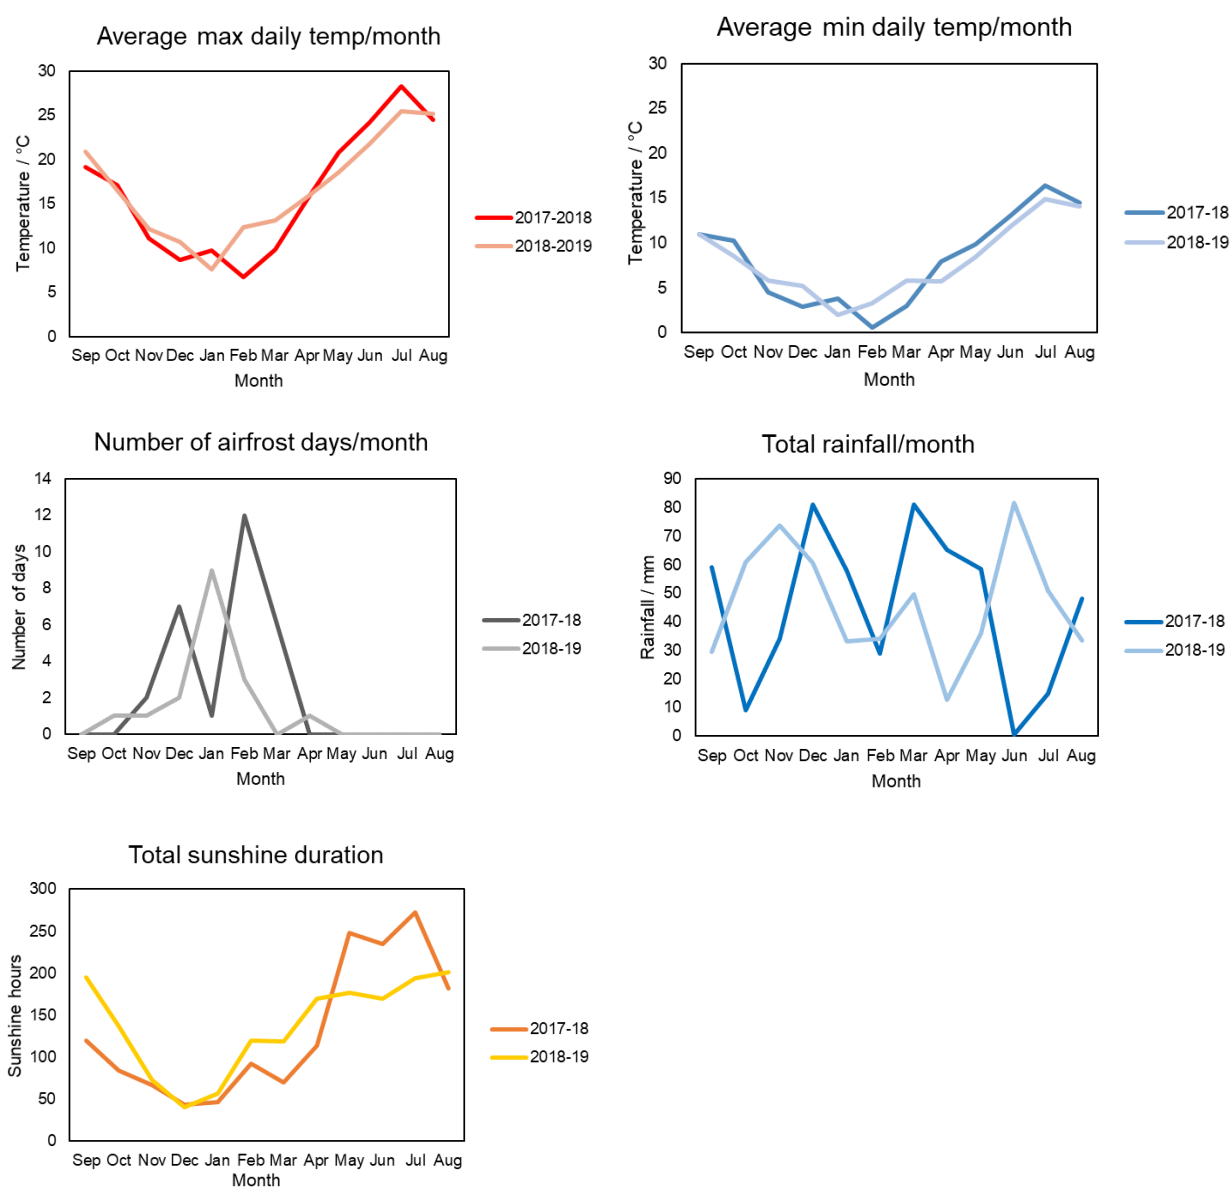 Average max daily temp/month
30
25
20
15
10
5
0
Temperature / °C
Sep Oct Nov Dec Jan Feb Mar Apr May Jun Jul Aug
Month
2017-2018
2018-2019
Average min daily temp/month
30
25
20
15
10
5
0
Temperature / °C
Sep Oct Nov Dec Jan Feb Mar Apr May Jun Jul Aug
Month
2017-18
2018-19
Number of airfrost days/month
14
12
10
8
6
4
2
0
Number of days
Sep Oct Nov Dec Jan Feb Mar Apr May Jun Jul Aug
Month
2017-18
2018-19
Total rainfall/month
90
80
70
60
50
40
30
20
10
0
Rainfall / mm
Sep Oct Nov Dec Jan Feb Mar Apr May Jun Jul Aug
Month
2017-18
2018-19
Total sunshine duration
300
250
200
150
100
50
0
Sunshine hours
Sep Oct Nov Dec Jan Feb Mar Apr May Jun Jul Aug
Month
2017-18
2018-19